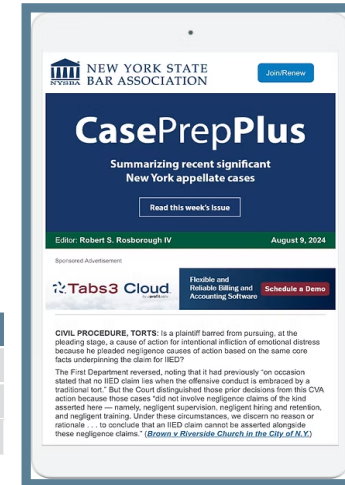 NEW YORK STATE
NYSBA BAR ASSOCIATION
Join/Renew
CasePrepPlus
Summarizing recent significant
New York appellate cases
Read this week's issue
Editor: Robert S. Rosborough IV August 9, 2024
Sponsored Advertisement
Tabs3 Cloud
Flexible and
Reliable Billing and
Accounting Software
Schedule a Demo
CIVIL PROCEDURE, TORTS: Is a plaintiff barred from pursuing, at the
pleading stage, a cause of action for intentional infliction of emotional distress
because he pleaded negligence causes of action based on the same core
facts underpinning the claim for IIED?
The First Department reversed, noting that it had previously "on occasion
stated that no IIED claim lies when the offensive conduct is embraced by a
traditional tort." But the Court distinguished those prior decisions from this CVA
action because those cases "did not involve negligence claims of the kind
asserted here — namely, negligent supervision, negligent hiring and retention,
and negligent training. Under these circumstances, we discern no reason or
rationale . . . to conclude that an IIED claim cannot be asserted alongside
these negligence claims." (Brown v Riverside Church in the City of N.Y.)